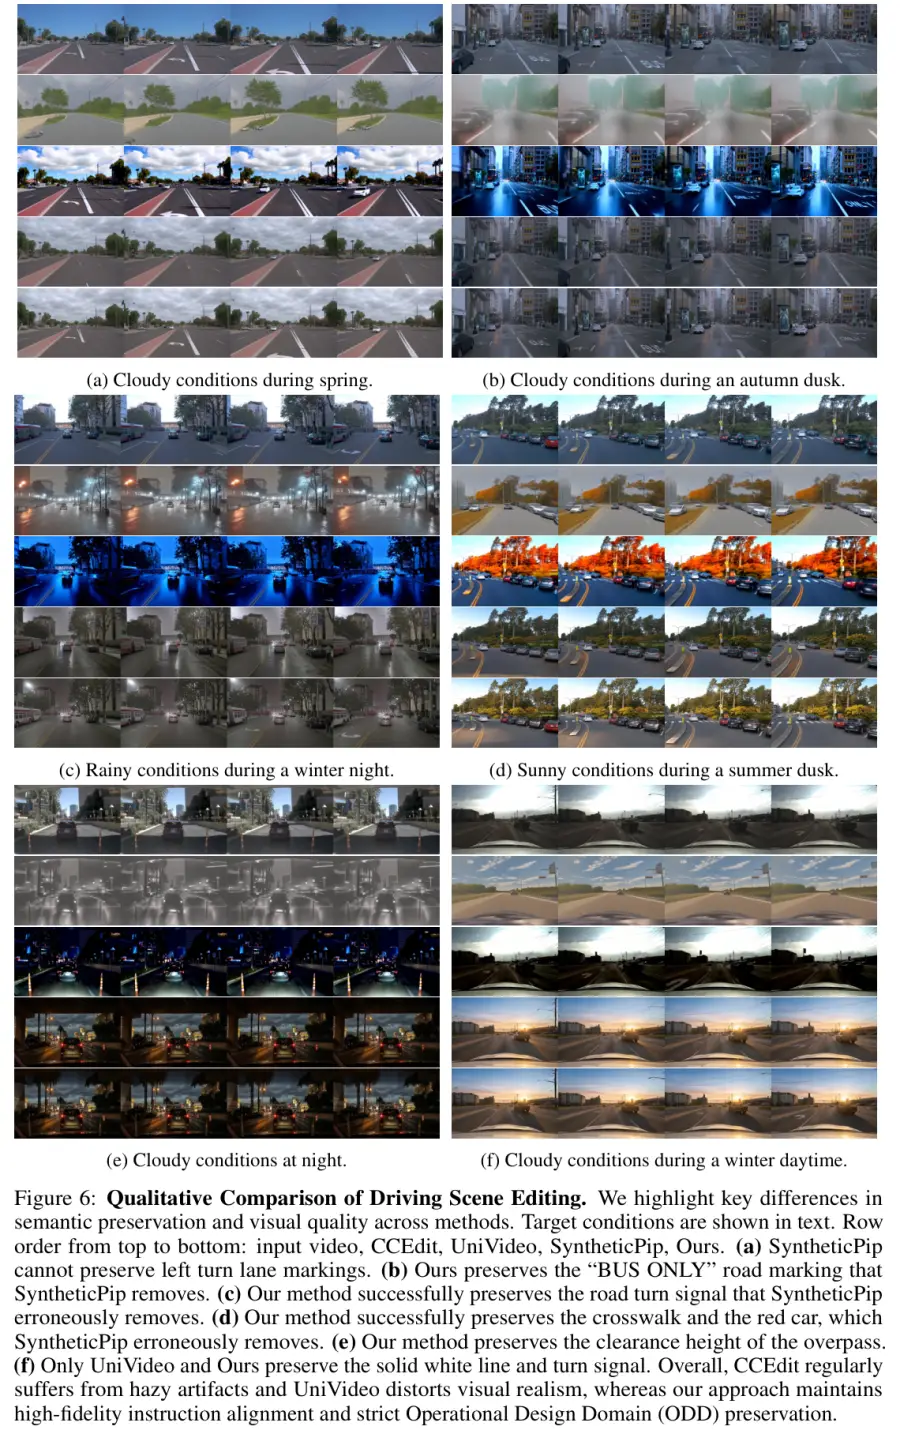 (a) Cloudy conditions during spring.
(b) Cloudy conditions during an autumn dusk.
(c) Rainy conditions during a winter night.
(d) Sunny conditions during a summer dusk.
(e) Cloudy conditions at night.
(f) Cloudy conditions during a winter daytime.
Figure 6: Qualitative Comparison of Driving Scene Editing. We highlight key differences in
semantic preservation and visual quality across methods. Target conditions are shown in text. Row
order from top to bottom: input video, CCEdit, UniVideo, SyntheticPip, Ours. (a) SyntheticPip
cannot preserve left turn lane markings. (b) Ours preserves the “BUS ONLY” road marking that
SyntheticPip removes. (c) Our method successfully preserves the road turn signal that SyntheticPip
erroneously removes. (d) Our method successfully preserves the crosswalk and the red car, which
SyntheticPip erroneously removes. (e) Our method preserves the clearance height of the overpass.
(f) Only UniVideo and Ours preserve the solid white line and turn signal. Overall, CCEdit regularly
suffers from hazy artifacts and UniVideo distorts visual realism, whereas our approach maintains
high-fidelity instruction alignment and strict Operational Design Domain (ODD) preservation.